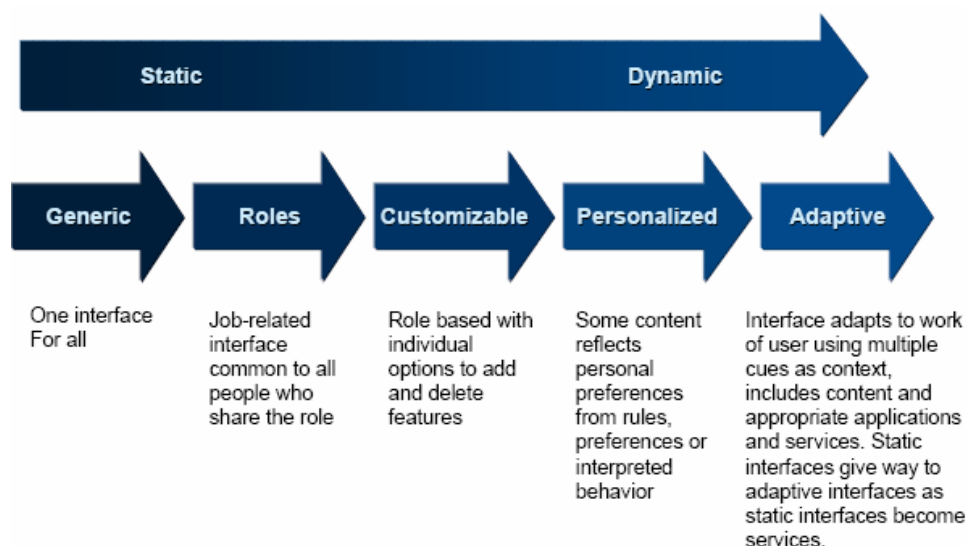 Static Dynamic
Generic Roles Customizable Personalized Adaptive
One interface
For all
Job-related
interface
common to all
people who
share the role
Role based with
individual
options to add
and delete
features
Some content
reflects
personal
preferences
from rules,
preferences or
interpreted
behavior
Interface adapts to work
of user using multiple
cues as context,
includes content and
appropriate applications
and services. Static
interfaces give way to
adaptive interfaces as
static interfaces become
services.